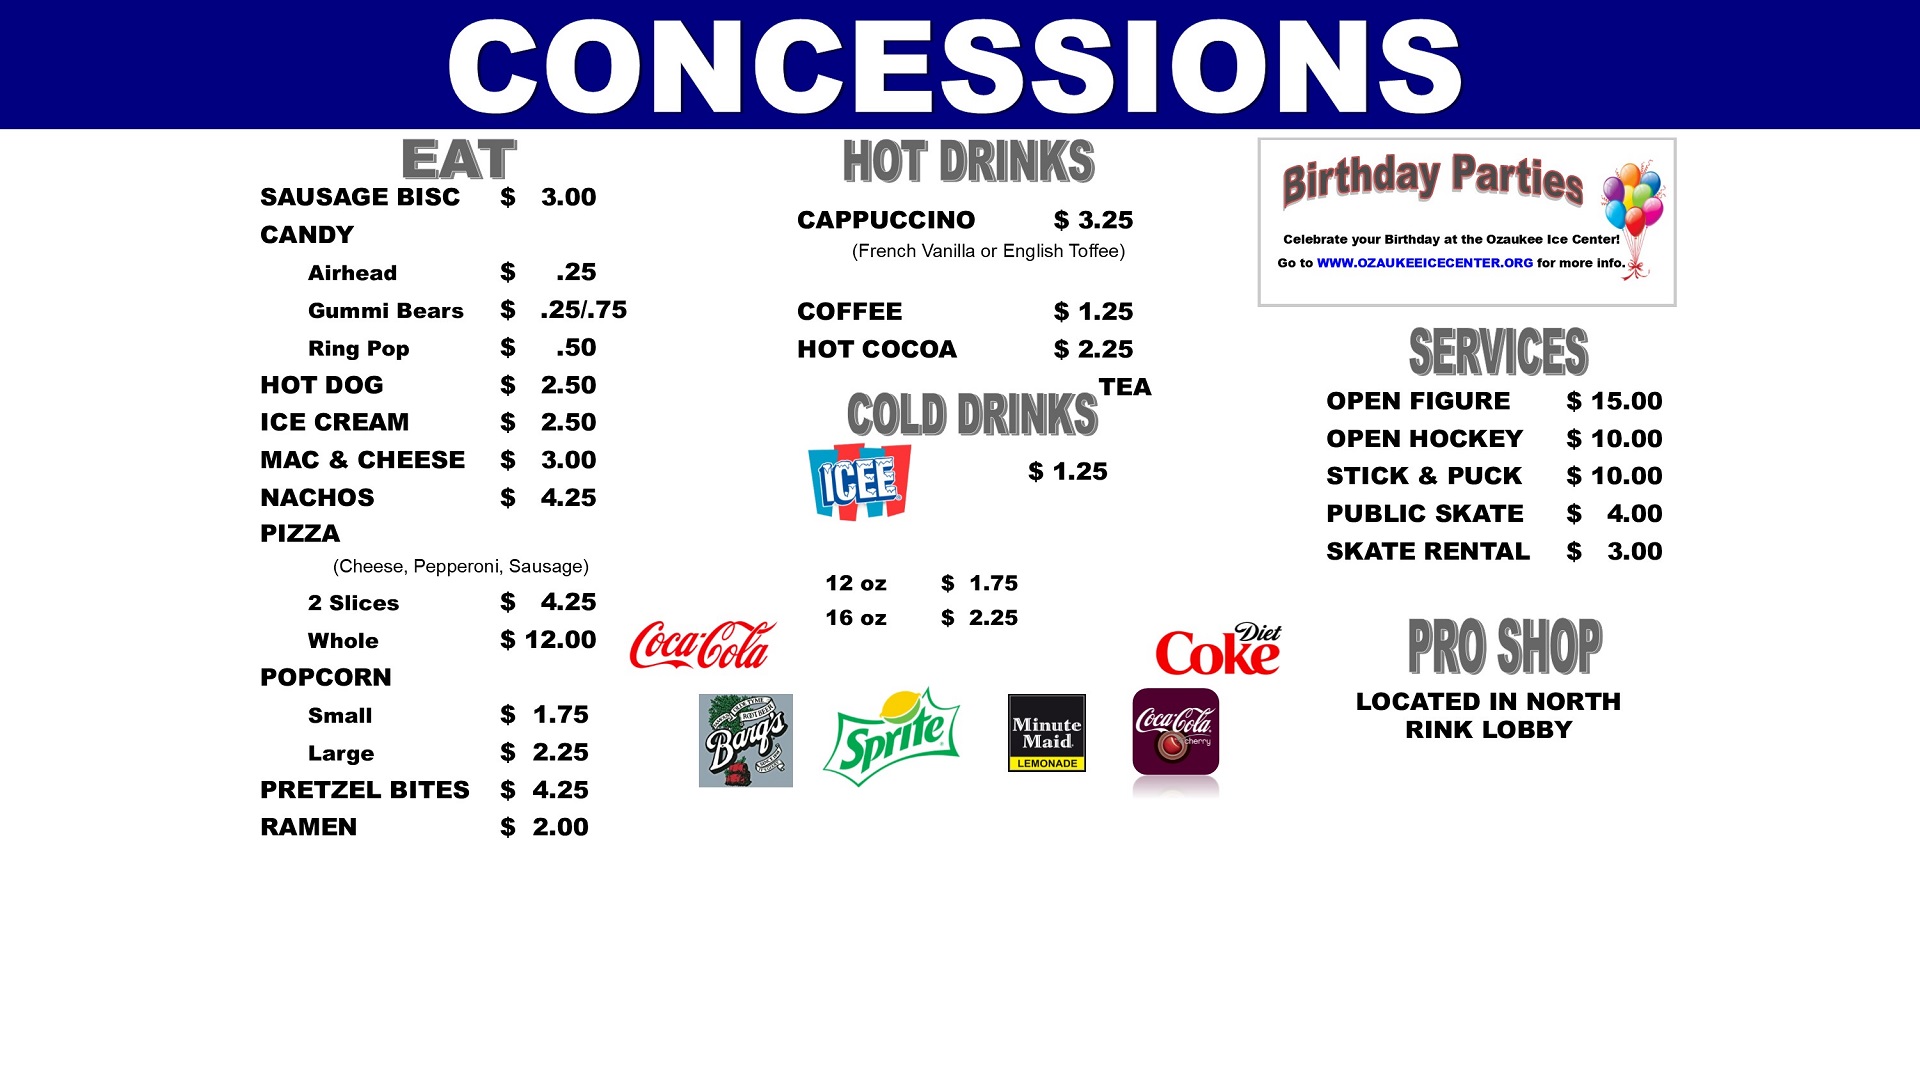 CONCESSIONS
EAT
SAUSAGE BISC $ 3.00
CANDY
Airhead $ .25
Gummi Bears $ .25/.75
Ring Pop $ .50
HOT DOG $ 2.50
ICE CREAM $ 2.50
MAC & CHEESE $ 3.00
NACHOS $ 4.25
PIZZA
(Cheese, Pepperoni, Sausage)
2 Slices $ 4.25
Whole $ 12.00
POPCORN
Small $ 1.75
Large $ 2.25
PRETZEL BITES $ 4.25
RAMEN $ 2.00
HOT DRINKS
CAPPUCCINO $ 3.25
(French Vanilla or English Toffee)
COFFEE $ 1.25
HOT COCOA $ 2.25
TEA
COLD DRINKS
ICEE $ 1.25
12 oz $ 1.75
16 oz $ 2.25
Coca-Cola
Diet
Coke
Barq's
Sprite
Minute
Maid
LEMONADE
Coca-Cola
cherry
Birthday Parties
Celebrate your Birthday at the Ozaukee Ice Center!
Go to WWW.OZAUKEEICECENTER.ORG for more info.
SERVICES
OPEN FIGURE $ 15.00
OPEN HOCKEY $ 10.00
STICK & PUCK $ 10.00
PUBLIC SKATE $ 4.00
SKATE RENTAL $ 3.00
PRO SHOP
LOCATED IN NORTH
RINK LOBBY